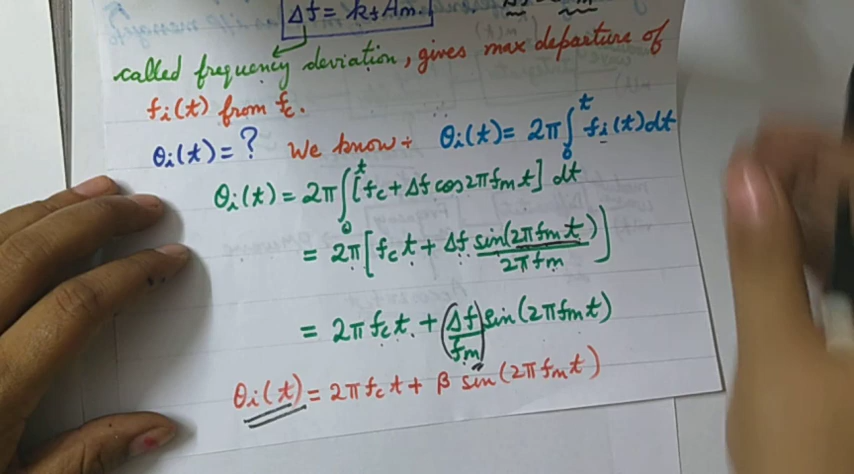 Δf = kf Am.
called frequency deviation, gives max departure of
fi(t) from fc.
θi(t) = ? We know÷ θi(t) = 2π∫₀ᵗ fi(t)dt
θi(t) = 2π∫₀ᵗ [fc + Δf cos2πfmt] dt
= 2π[fct + Δf sin(2πfmt)/2πfm]
= 2πfct + (Δf/fm) sin(2πfmt)
θi(t) = 2πfct + β sin(2πfmt)